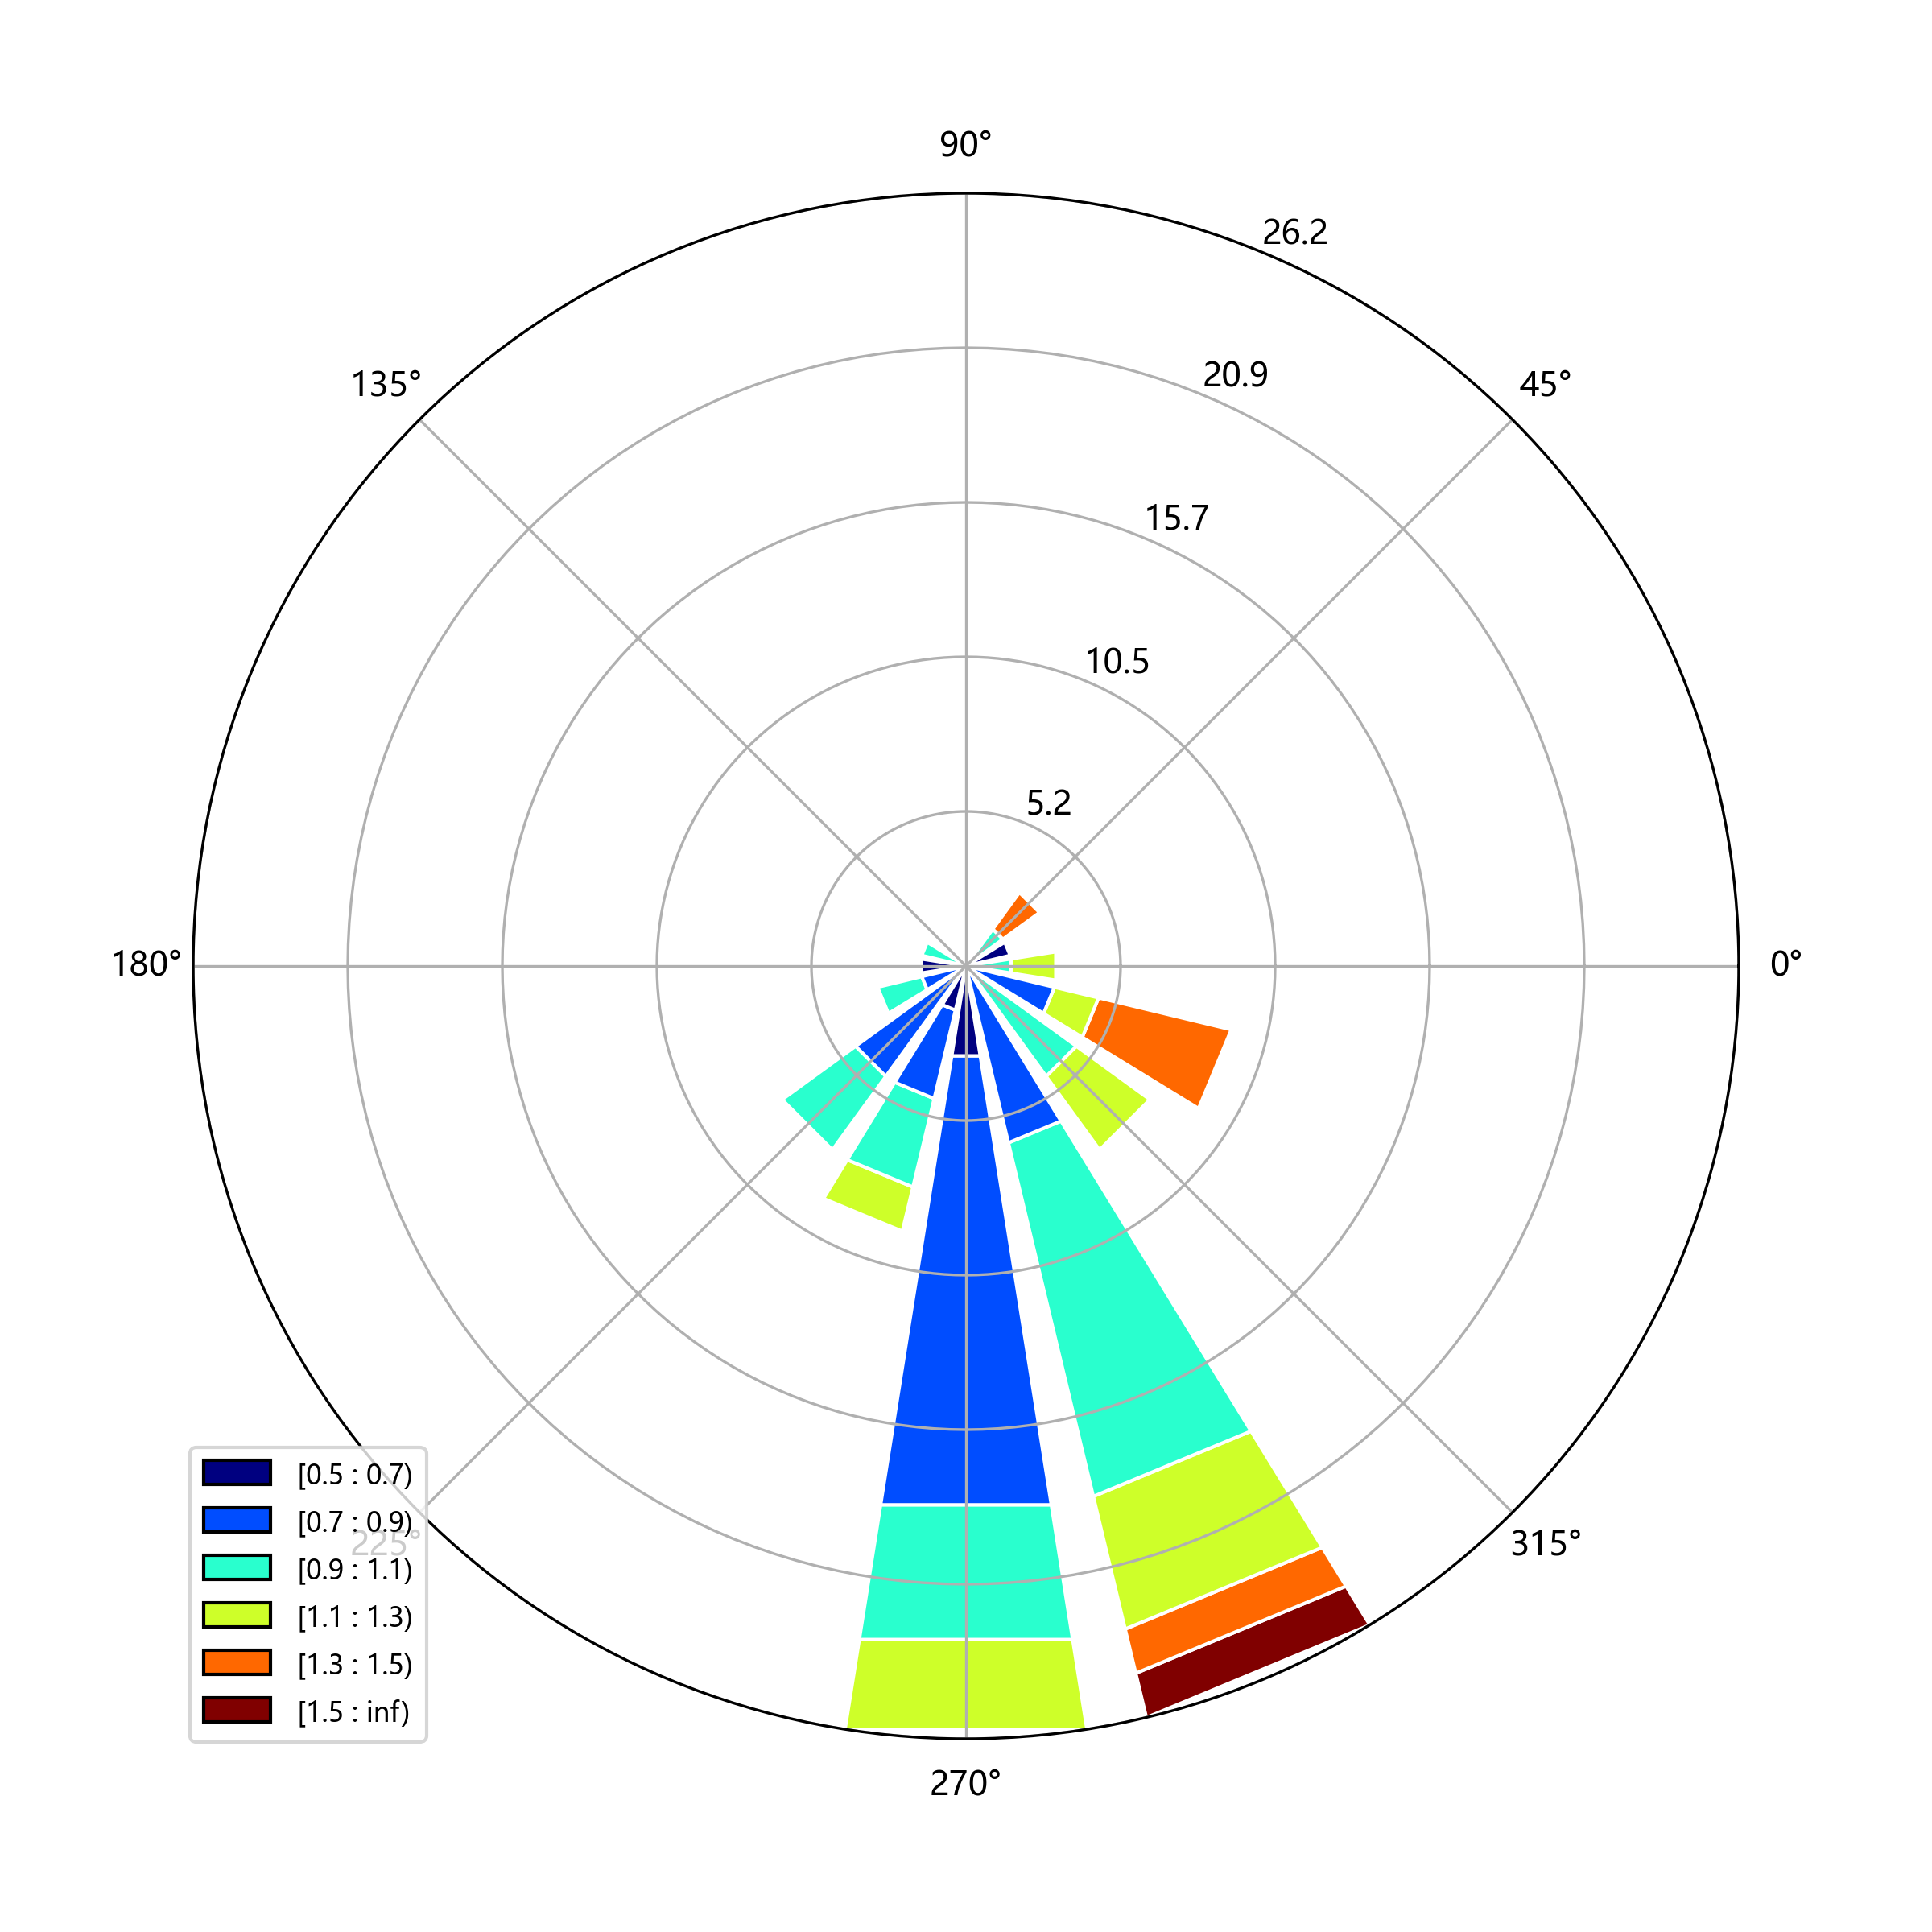 90°
26.2
20.9
135°
45°
15.7
10.5
5.2
180°
0°
[0.5 : 0.7)
[0.7 : 0.9)
225°
315°
[0.9 : 1.1)
[1.1 : 1.3)
[1.3 : 1.5)
[1.5 : inf)
270°